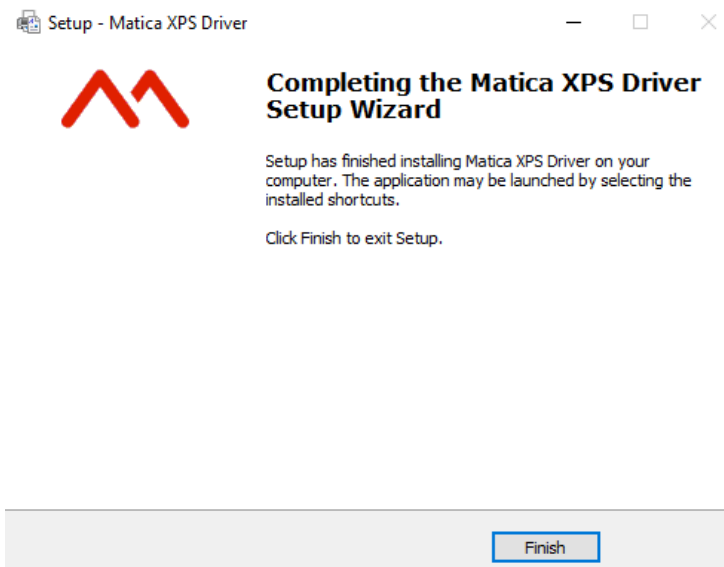 Setup - Matica XPS Driver
Completing the Matica XPS Driver
Setup Wizard
Setup has finished installing Matica XPS Driver on your
computer. The application may be launched by selecting the
installed shortcuts.
Click Finish to exit Setup.
Finish